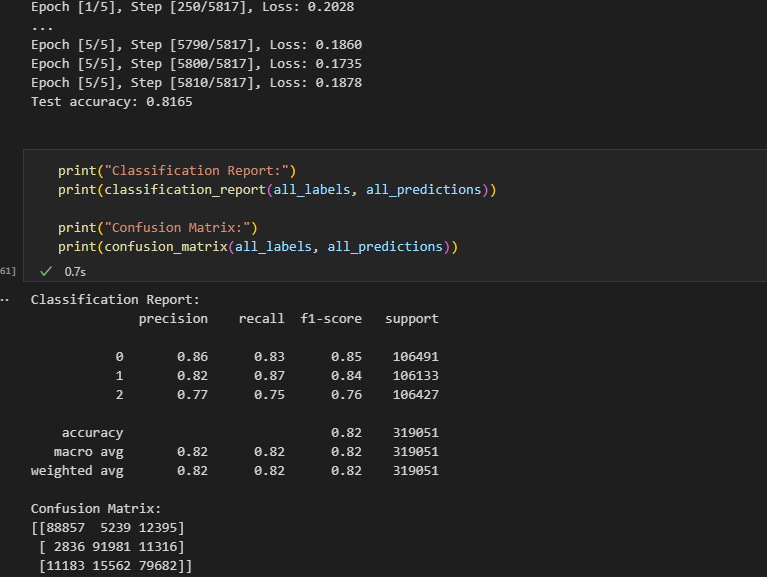 Epoch [1/5], Step [250/5817], Loss: 0.2028
...
Epoch [5/5], Step [5790/5817], Loss: 0.1860
Epoch [5/5], Step [5800/5817], Loss: 0.1735
Epoch [5/5], Step [5810/5817], Loss: 0.1878
Test accuracy: 0.8165
print("Classification Report:")
print(classification_report(all_labels, all_predictions))
print("Confusion Matrix:")
print(confusion_matrix(all_labels, all_predictions))
61] ✓ 0.7s
.. Classification Report:
precision recall f1-score support
0 0.86 0.83 0.85 106491
1 0.82 0.87 0.84 106133
2 0.77 0.75 0.76 106427
accuracy 0.82 319051
macro avg 0.82 0.82 0.82 319051
weighted avg 0.82 0.82 0.82 319051
Confusion Matrix:
[[88857 5239 12395]
[ 2836 91981 11316]
[11183 15562 79682]]